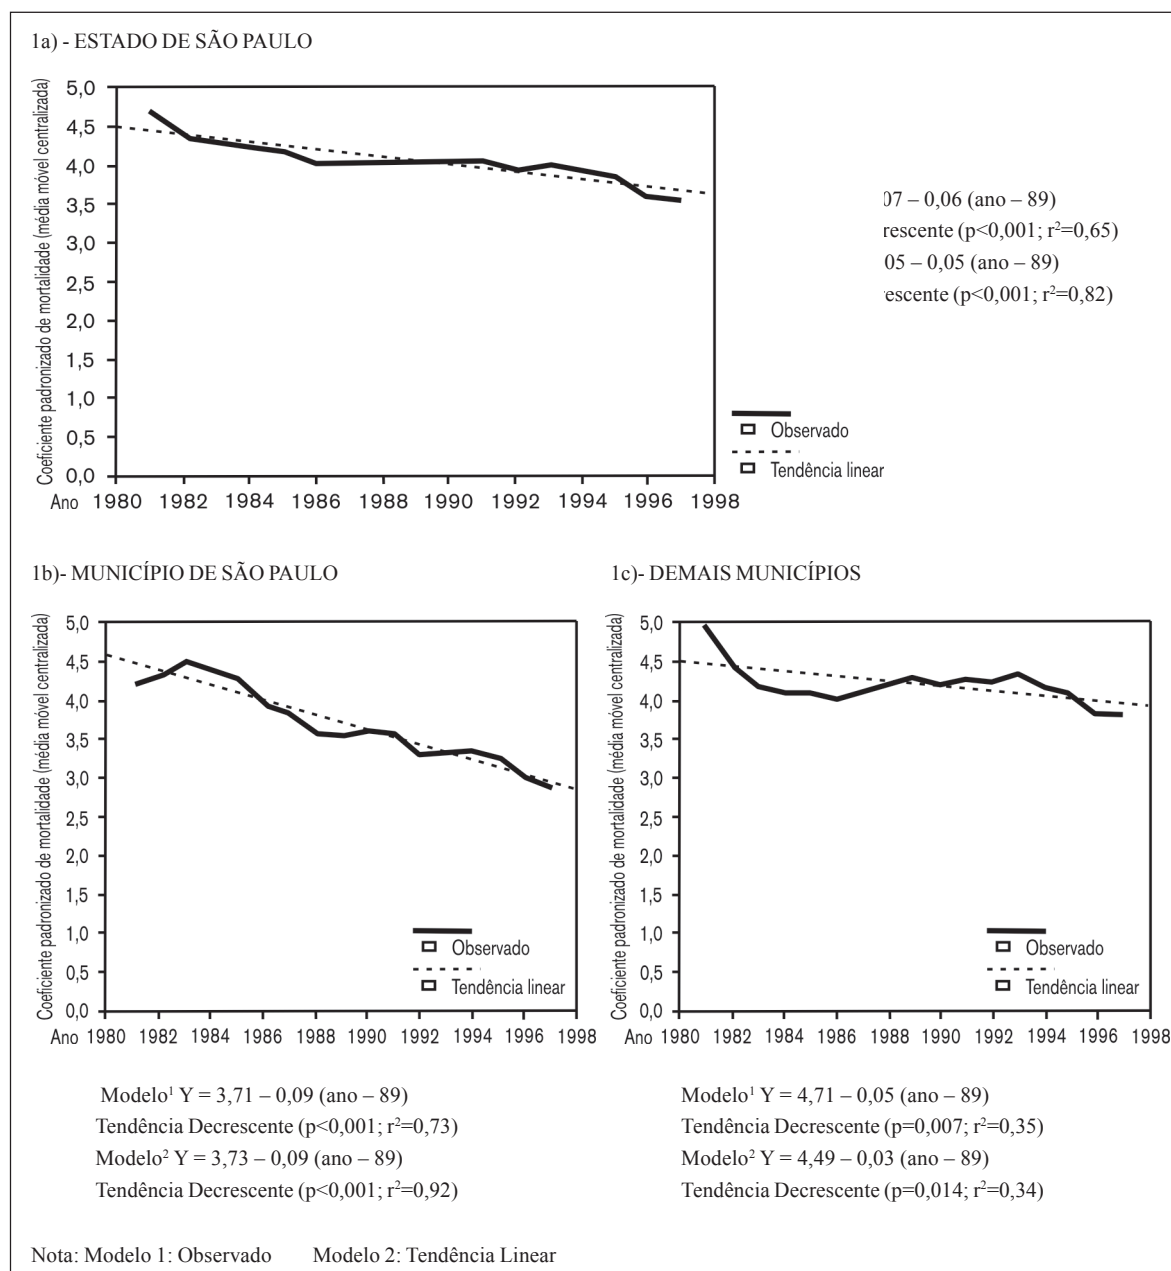 1a) - ESTADO DE SÃO PAULO
Coeficiente padronizado de mortalidade (média móvel centralizada)
5,0
4,5
4,0
3,5
3,0
2,5
2,0
1,5
1,0
0,5
0,0
Ano 1980 1982 1984 1986 1988 1990 1992 1994 1996 1998
07 – 0,06 (ano – 89)
rescente (p<0,001; r²=0,65)
05 – 0,05 (ano – 89)
escente (p<0,001; r²=0,82)
Observado
Tendência linear
1b)- MUNICÍPIO DE SÃO PAULO
Coeficiente padronizado de mortalidade (média móvel centralizada)
5,0
4,5
4,0
3,5
3,0
2,5
2,0
1,5
1,0
0,5
0,0
Ano 1980 1982 1984 1986 1988 1990 1992 1994 1996 1998
Observado
Tendência linear
Modelo¹ Y = 3,71 – 0,09 (ano – 89)
Tendência Decrescente (p<0,001; r²=0,73)
Modelo² Y = 3,73 – 0,09 (ano – 89)
Tendência Decrescente (p<0,001; r²=0,92)
1c)- DEMAIS MUNICÍPIOS
Coeficiente padronizado de mortalidade (média móvel centralizada)
5,0
4,5
4,0
3,5
3,0
2,5
2,0
1,5
1,0
0,5
0,0
Ano 1980 1982 1984 1986 1988 1990 1992 1994 1996 1998
Observado
Tendência linear
Modelo¹ Y = 4,71 – 0,05 (ano – 89)
Tendência Decrescente (p=0,007; r²=0,35)
Modelo² Y = 4,49 – 0,03 (ano – 89)
Tendência Decrescente (p=0,014; r²=0,34)
Nota: Modelo 1: Observado Modelo 2: Tendência Linear